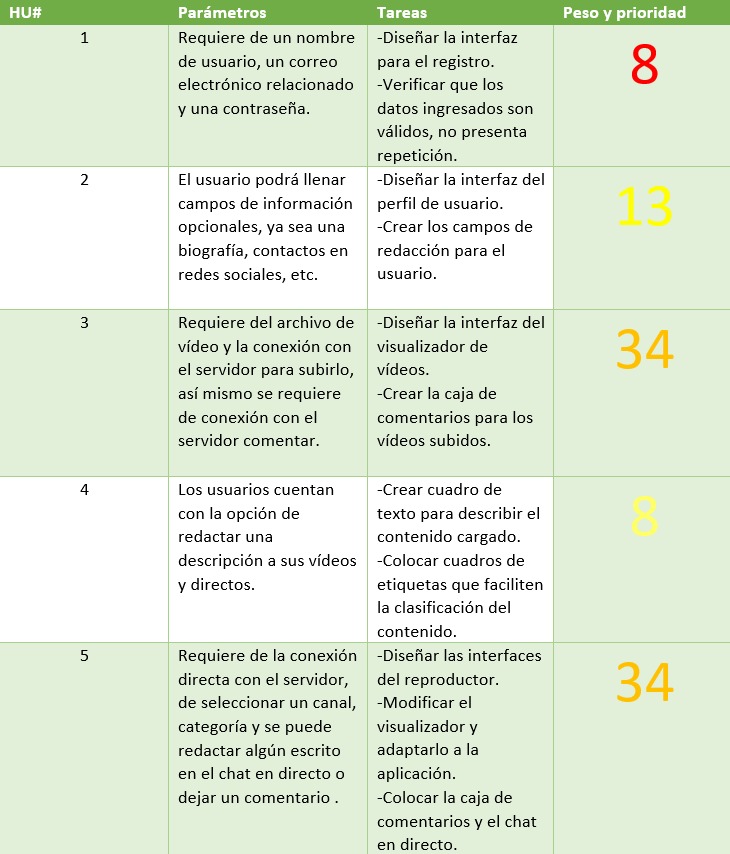 HU# Parámetros Tareas Peso y prioridad
1
Requiere de un nombre
de usuario, un correo
electrónico relacionado
y una contraseña.
-Diseñar la interfaz
para el registro.
-Verificar que los
datos ingresados son
válidos, no presenta
repetición.
8
2
El usuario podrá llenar
campos de información
opcionales, ya sea una
biografía, contactos en
redes sociales, etc.
-Diseñar la interfaz del
perfil de usuario.
-Crear los campos de
redacción para el
usuario.
13
3
Requiere del archivo de
vídeo y la conexión con
el servidor para subirlo,
así mismo se requiere
de conexión con el
servidor comentar.
-Diseñar la interfaz del
visualizador de
vídeos.
-Crear la caja de
comentarios para los
vídeos subidos.
34
4
Los usuarios cuentan
con la opción de
redactar una
descripción a sus vídeos
y directos.
-Crear cuadro de
texto para describir el
contenido cargado.
-Colocar cuadros de
etiquetas que faciliten
la clasificación del
contenido.
8
5
Requiere de la conexión
directa con el servidor,
de seleccionar un canal,
categoría y se puede
redactar algún escrito
en el chat en directo o
dejar un comentario .
-Diseñar las interfaces
del reproductor.
-Modificar el
visualizador y
adaptarlo a la
aplicación.
-Colocar la caja de
comentarios y el chat
en directo.
34